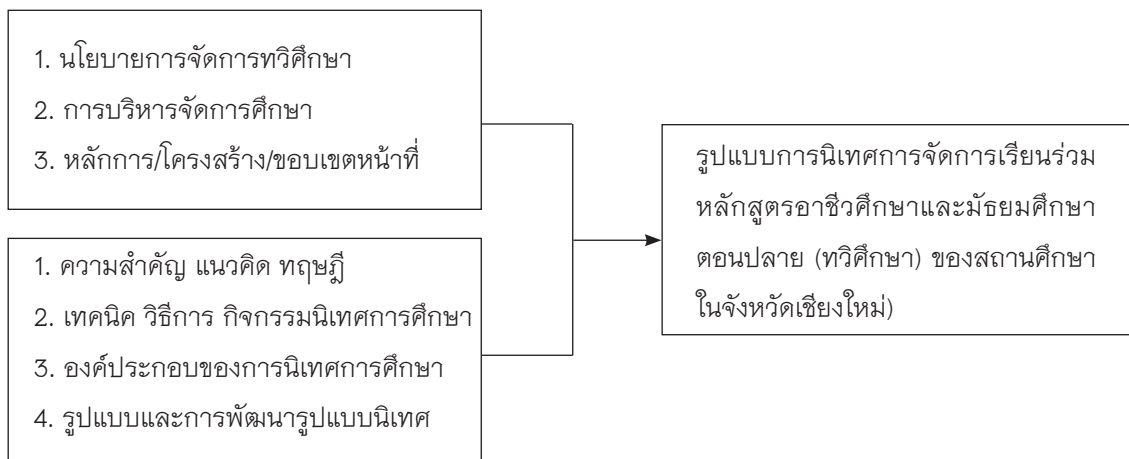 1. นโยบายการจัดการทวิศึกษา
2. การบริหารจัดการศึกษา
3. หลักการ/โครงสร้าง/ขอบเขตหน้าที่
1. ความสำคัญ แนวคิด ทฤษฎี
2. เทคนิค วิธีการ กิจกรรมนิเทศการศึกษา
3. องค์ประกอบของการนิเทศการศึกษา
4. รูปแบบและการพัฒนารูปแบบนิเทศ
รูปแบบการนิเทศการจัดการเรียนร่วม
หลักสูตรอาชีวศึกษาและมัธยมศึกษา
ตอนปลาย (ทวิศึกษา) ของสถานศึกษา
ในจังหวัดเชียงใหม่)